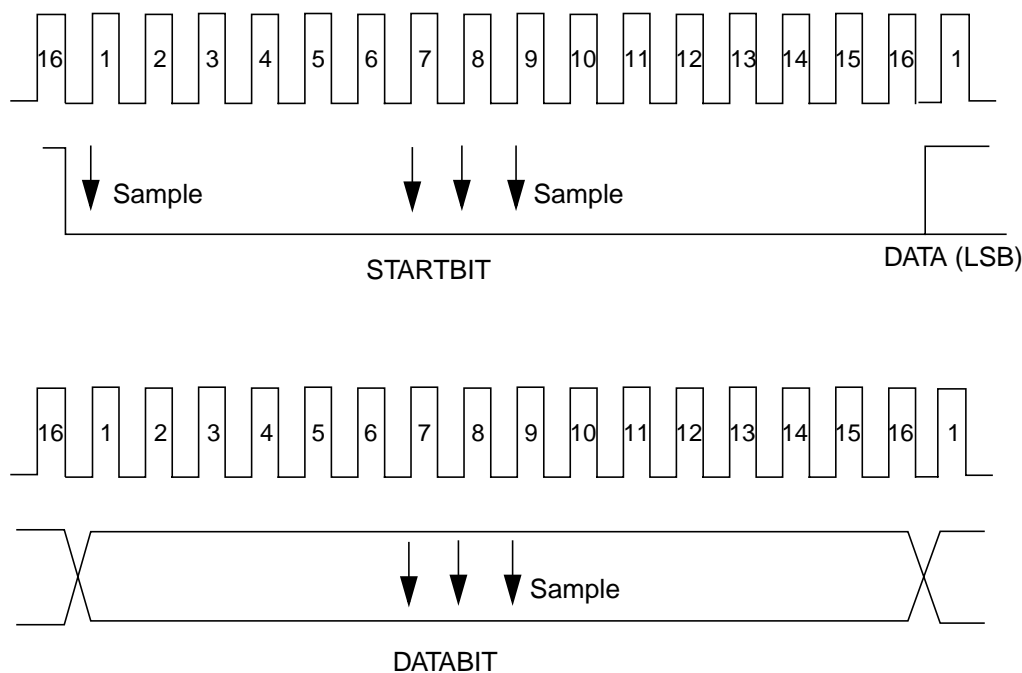 16 1 2 3 4 5 6 7 8 9 10 11 12 13 14 15 16 1
Sample Sample
STARTBIT DATA (LSB)
16 1 2 3 4 5 6 7 8 9 10 11 12 13 14 15 16 1
Sample
DATABIT